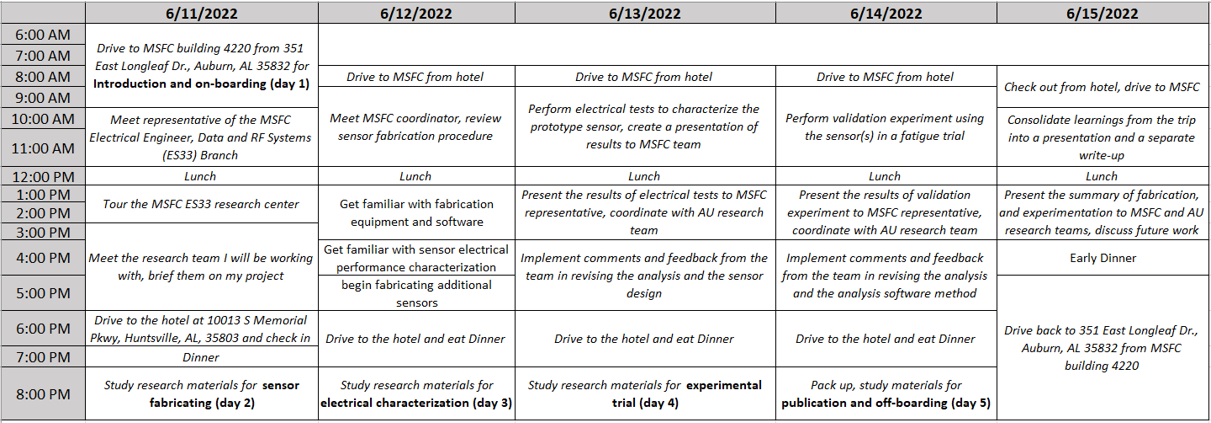 6/11/2022 6/12/2022 6/13/2022 6/14/2022 6/15/2022
6:00 AM
7:00 AM
8:00 AM
9:00 AM
10:00 AM
11:00 AM
12:00 PM
1:00 PM
2:00 PM
3:00 PM
4:00 PM
5:00 PM
6:00 PM
7:00 PM
8:00 PM
Drive to MSFC building 4220 from 351
East Longleaf Dr., Auburn, AL 35832 for
Introduction and on-boarding (day 1)
Meet representative of the MSFC
Electrical Engineer, Data and RF Systems
(ES33) Branch
Lunch
Tour the MSFC ES33 research center
Meet the research team I will be working
with, brief them on my project
Drive to the hotel at 10013 S Memorial
Pkwy, Huntsville, AL, 35803 and check in
Dinner
Study research materials for sensor
fabricating (day 2)
Drive to MSFC from hotel
Meet MSFC coordinator, review
sensor fabrication procedure
Lunch
Get familiar with fabrication
equipment and software
Get familiar with sensor electrical
performance characterization
begin fabricating additional
sensors
Drive to the hotel and eat Dinner
Study research materials for
electrical characterization (day 3)
Drive to MSFC from hotel
Perform electrical tests to characterize the
prototype sensor, create a presentation of
results to MSFC team
Lunch
Present the results of electrical tests to MSFC
representative, coordinate with AU research
team
Implement comments and feedback from the
team in revising the analysis and the sensor
design
Drive to the hotel and eat Dinner
Study research materials for experimental
trial (day 4)
Drive to MSFC from hotel
Perform validation experiment using
the sensor(s) in a fatigue trial
Lunch
Present the results of validation
experiment to MSFC representative,
coordinate with AU research team
Implement comments and feedback
from the team in revising the analysis
and the analysis software method
Drive to the hotel and eat Dinner
Pack up, study materials for
publication and off-boarding (day 5)
Check out from hotel, drive to MSFC
Consolidate learnings from the trip
into a presentation and a separate
write-up
Lunch
Present the summary of fabrication,
and experimentation to MSFC and AU
research teams, discuss future work
Early Dinner
Drive back to 351 East Longleaf Dr.,
Auburn, AL 35832 from MSFC
building 4220